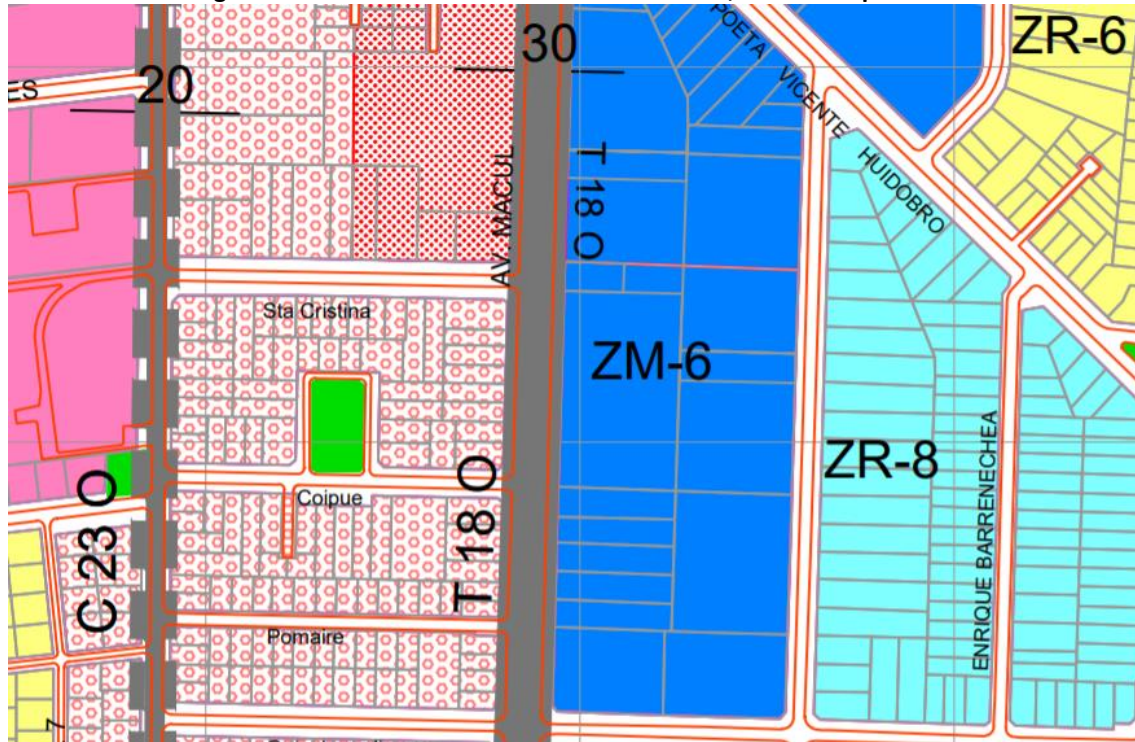 POETA VICENTE HUIDOBRO
ZR-6
30
20
ES
AV. MACUL
T 18 O
Sta Cristina
ZM-6
ZR-8
ENRIQUE BARRENECHEA
Coipue
C 23 O
T 18 O
Pomaire
7